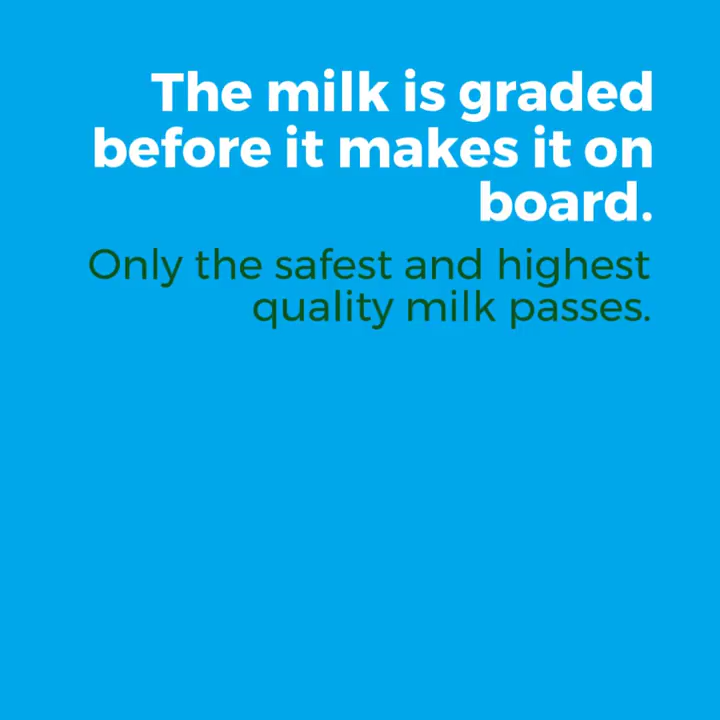 The milk is graded
before it makes it on
board.
Only the safest and highest
quality milk passes.